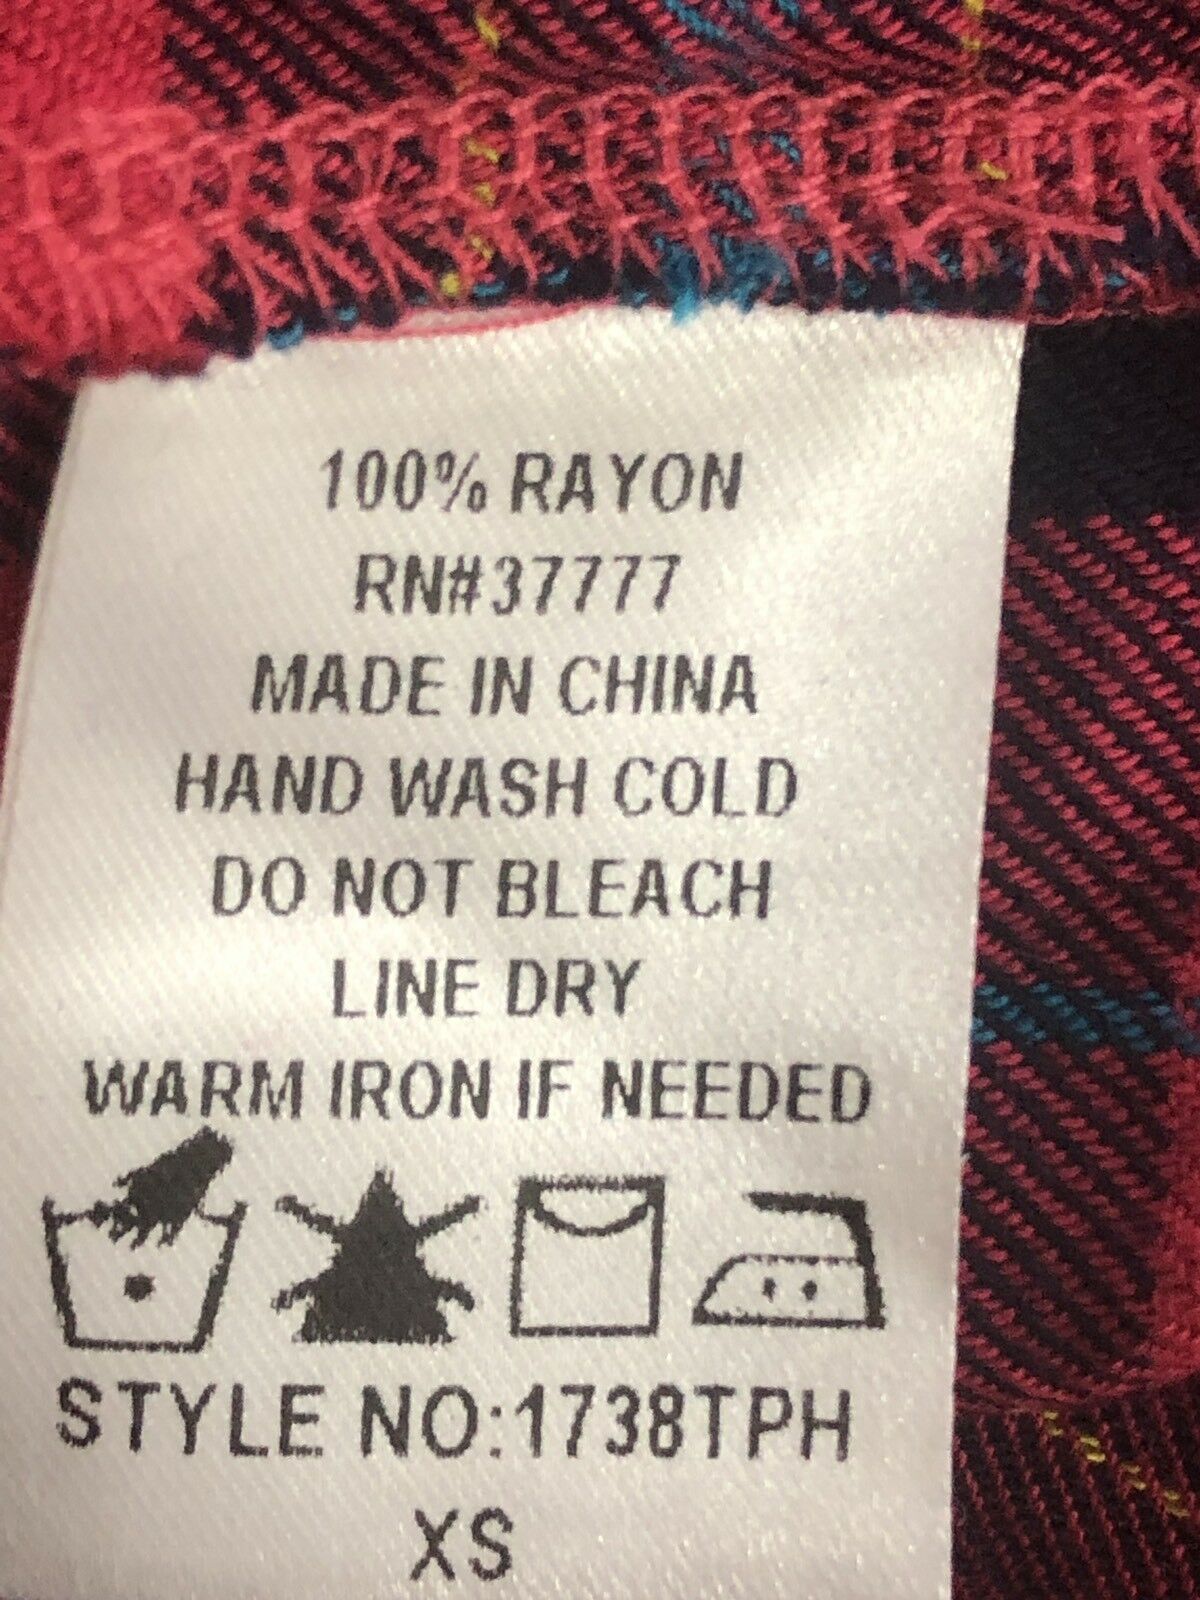 100% RAYON
RN#37777
MADE IN CHINA
HAND WASH COLD
DO NOT BLEACH
LINE DRY
WARM IRON IF NEEDED
STYLE NO:1738TPH
XS